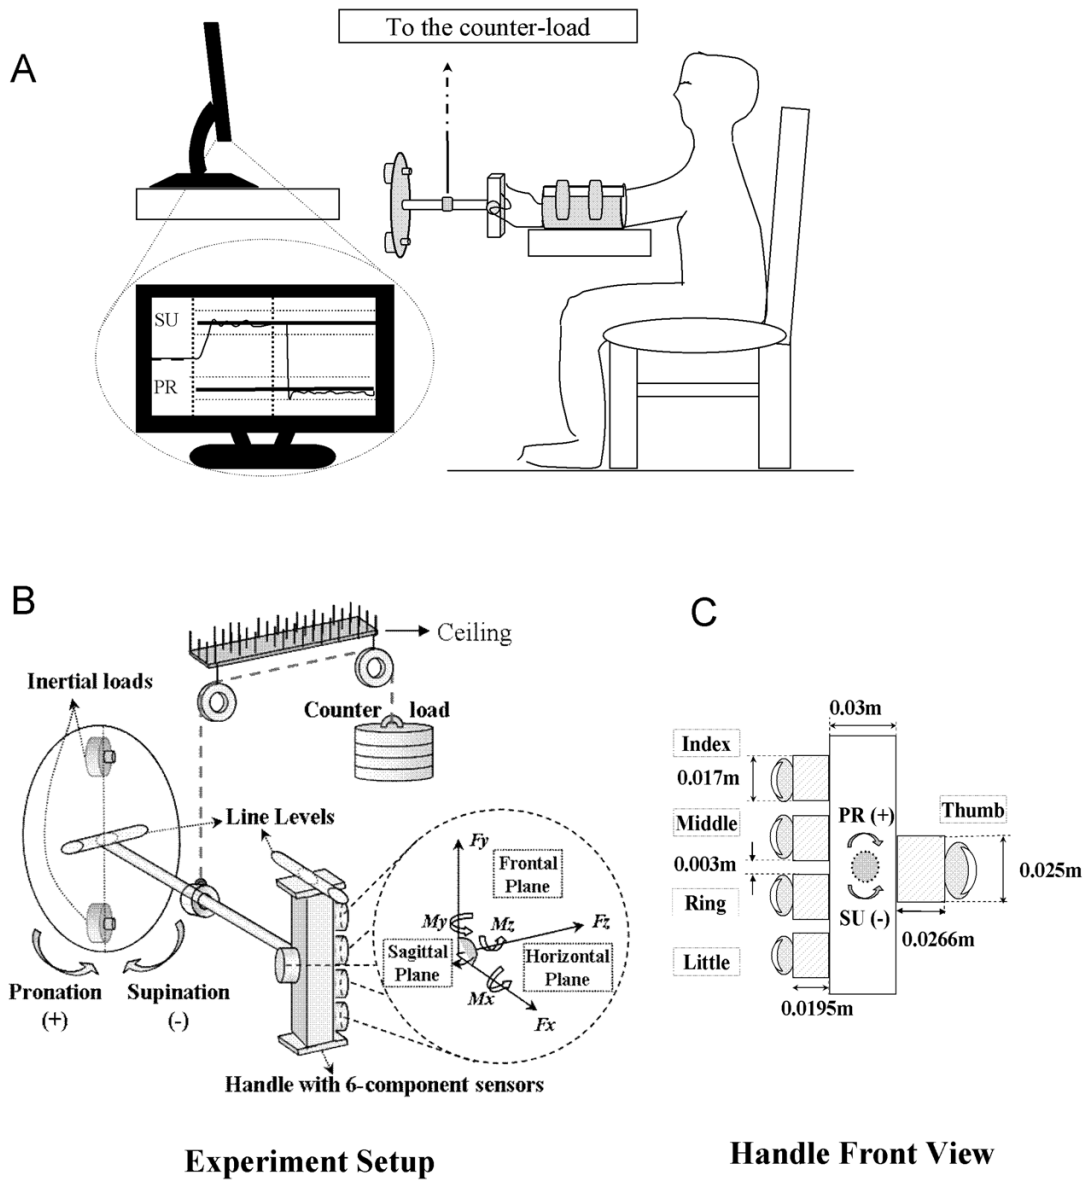 To the counter-load
A
SU
PR
B
Ceiling
Inertial loads
Counter load
Line Levels
Fy
Frontal
Plane
My
Mz
Fz
Sagittal
Plane
Horizontal
Plane
Mx
Fx
Pronation
(+)
Supination
(-)
Handle with 6-component sensors
Experiment Setup
C
0.03m
Index
0.017m
Middle
PR (+)
Thumb
0.003m
0.025m
Ring
SU (-)
0.0266m
Little
0.0195m
Handle Front View